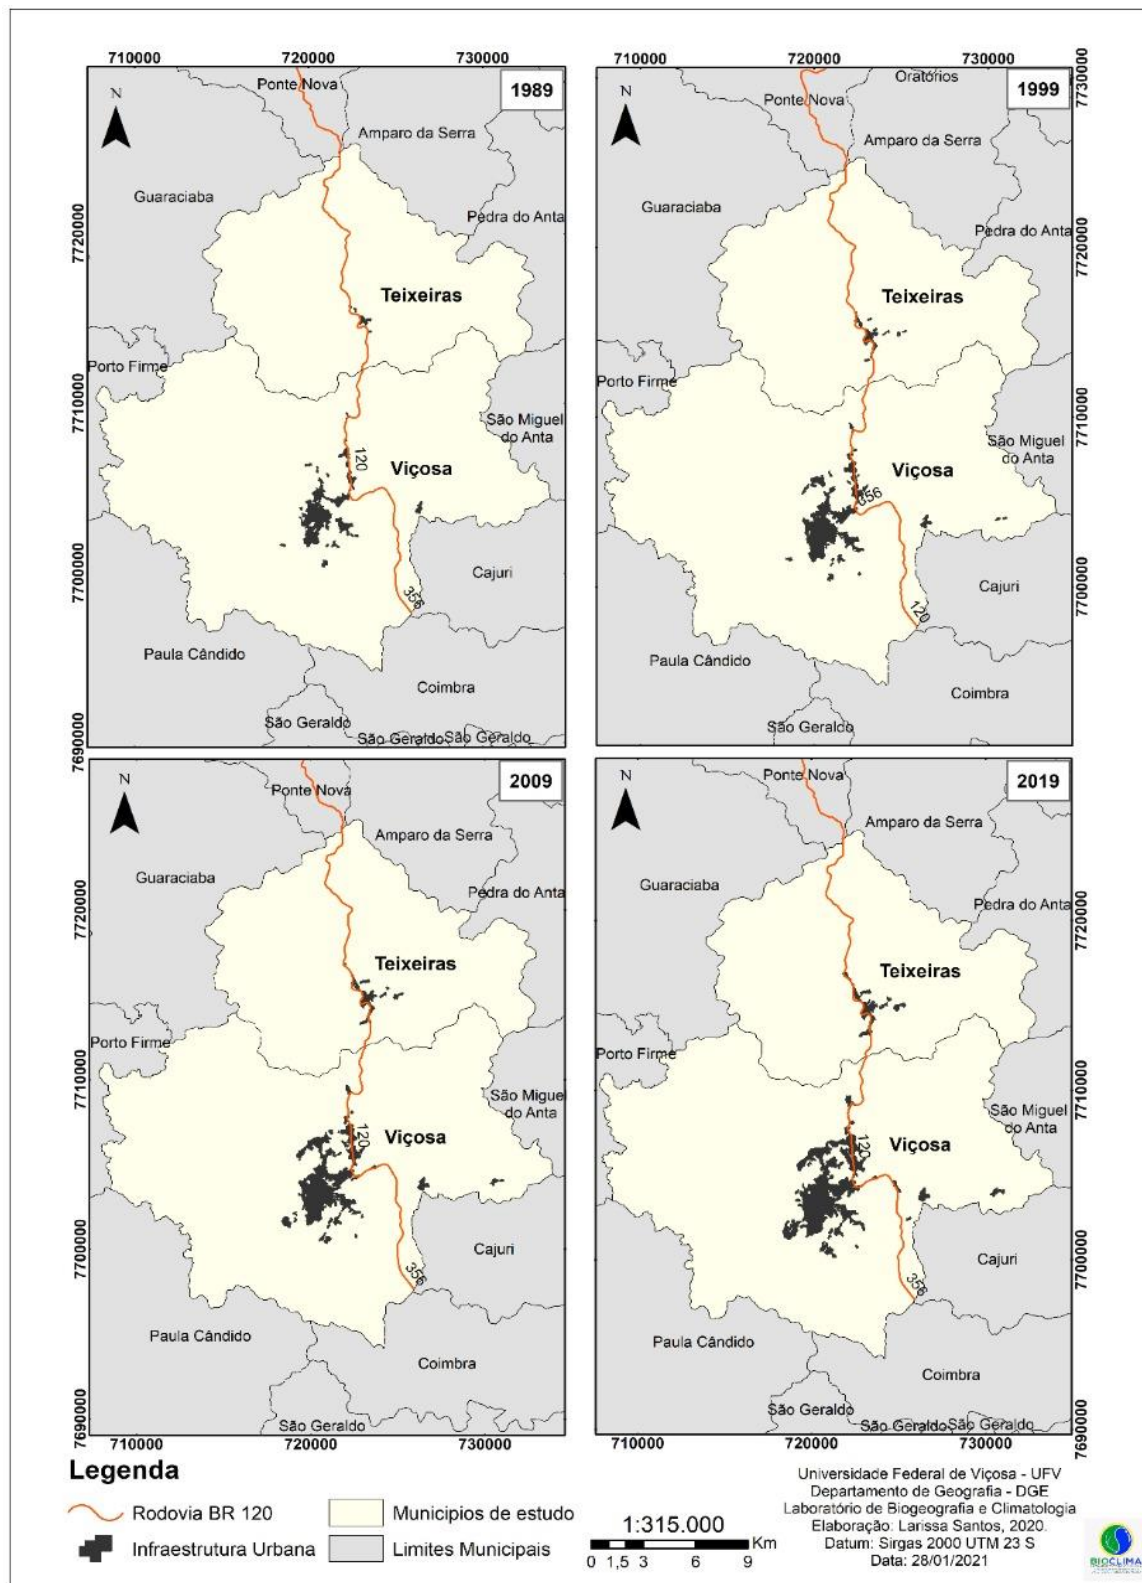 710000 720000 730000
1989
N
Ponte Nova
Amparo da Serra
Guaraciaba
Pedra do Anta
Teixeiras
Porto Firme
São Miguel
do Anta
120
Viçosa
Cajuri
356
Paula Cândido
Coimbra
São Geraldo
São Geraldo São Geraldo
7720000
7710000
7700000
7690000
710000 720000 730000
1999
N
Oratórios
Ponte Nova
Amparo da Serra
Guaraciaba
Pedra do Anta
Teixeiras
Porto Firme
São Miguel
do Anta
Viçosa
356
Cajuri
120
Paula Cândido
Coimbra
São Geraldo
7730000
7720000
7710000
7700000
2009
N
Ponte Nova
Amparo da Serra
Guaraciaba
Pedra do Anta
Teixeiras
Porto Firme
São Miguel
do Anta
120
Viçosa
Cajuri
356
Paula Cândido
Coimbra
São Geraldo
7720000
7710000
7700000
7690000
710000 720000 730000
2019
N
Ponte Nova
Amparo da Serra
Guaraciaba
Pedra do Anta
Teixeiras
Porto Firme
São Miguel
do Anta
120
Viçosa
Cajuri
356
Paula Cândido
Coimbra
São Geraldo
São Geraldo São Geraldo
7720000
7710000
7700000
7690000
710000 720000 730000
Legenda
Rodovia BR 120
Municipios de estudo
Infraestrutura Urbana
Limites Municipais
1:315.000
Km
0 1,5 3 6 9
Universidade Federal de Viçosa - UFV
Departamento de Geografia - DGE
Laboratório de Biogeografia e Climatologia
Elaboração: Larissa Santos, 2020.
Datum: Sirgas 2000 UTM 23 S
Data: 28/01/2021
BIOCLIMA